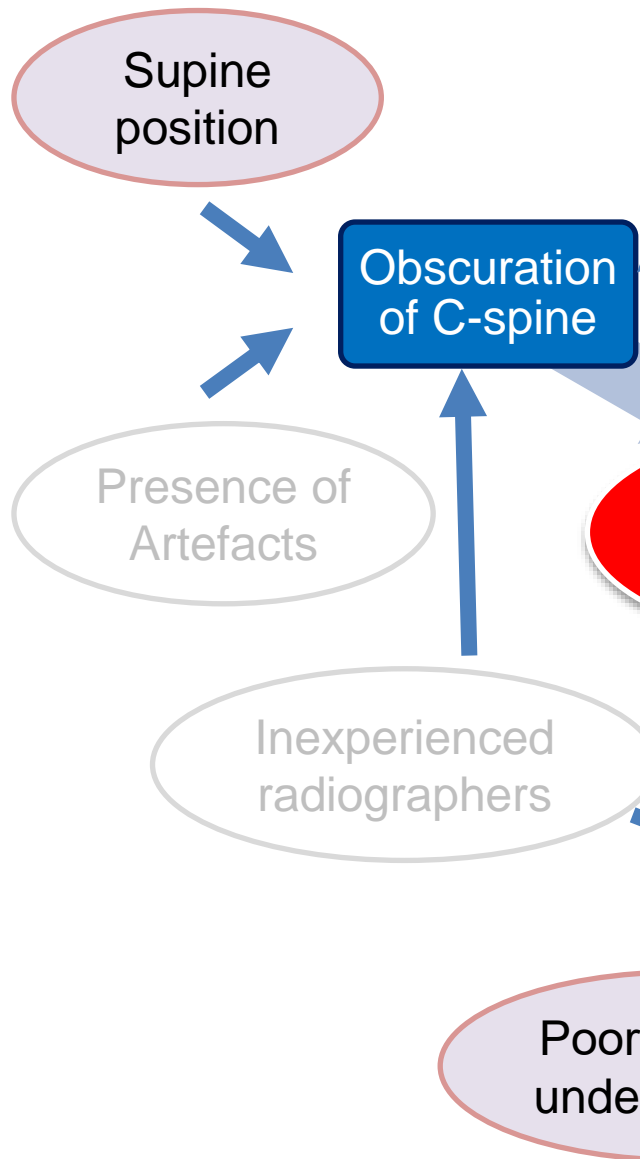 Supine
position
Obscuration
of C-spine
Presence of
Artefacts
Inexperienced
radiographers
Poor
unde